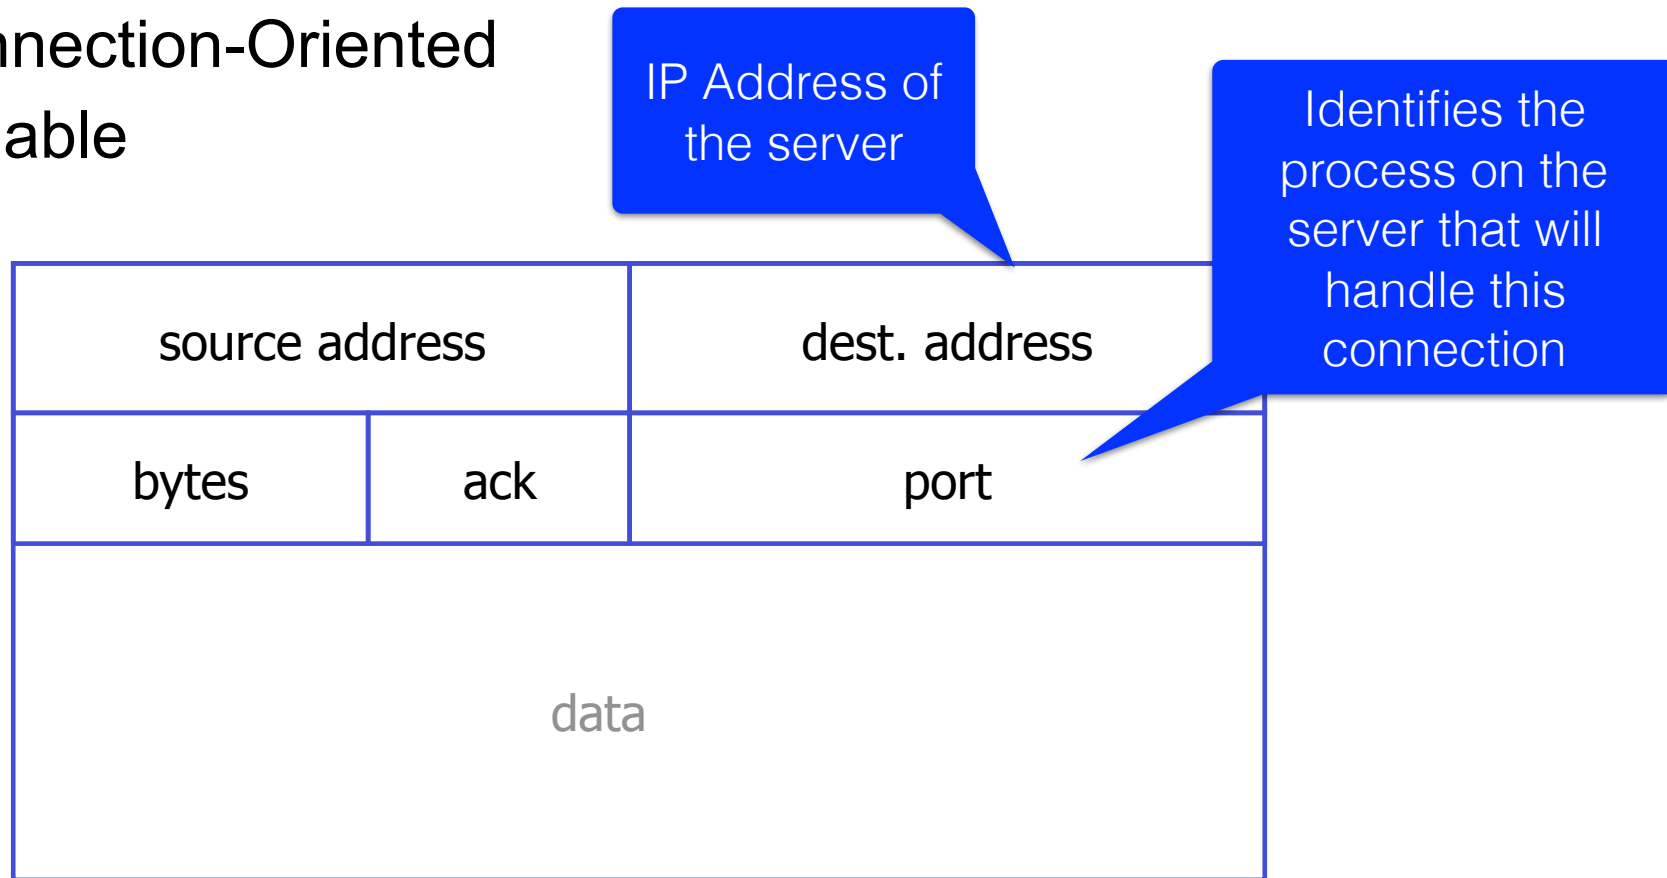 nnection-Oriented
able
IP Address of
the server
Identifies the
process on the
server that will
handle this
connection
source address
dest. address
bytes
ack
port
data